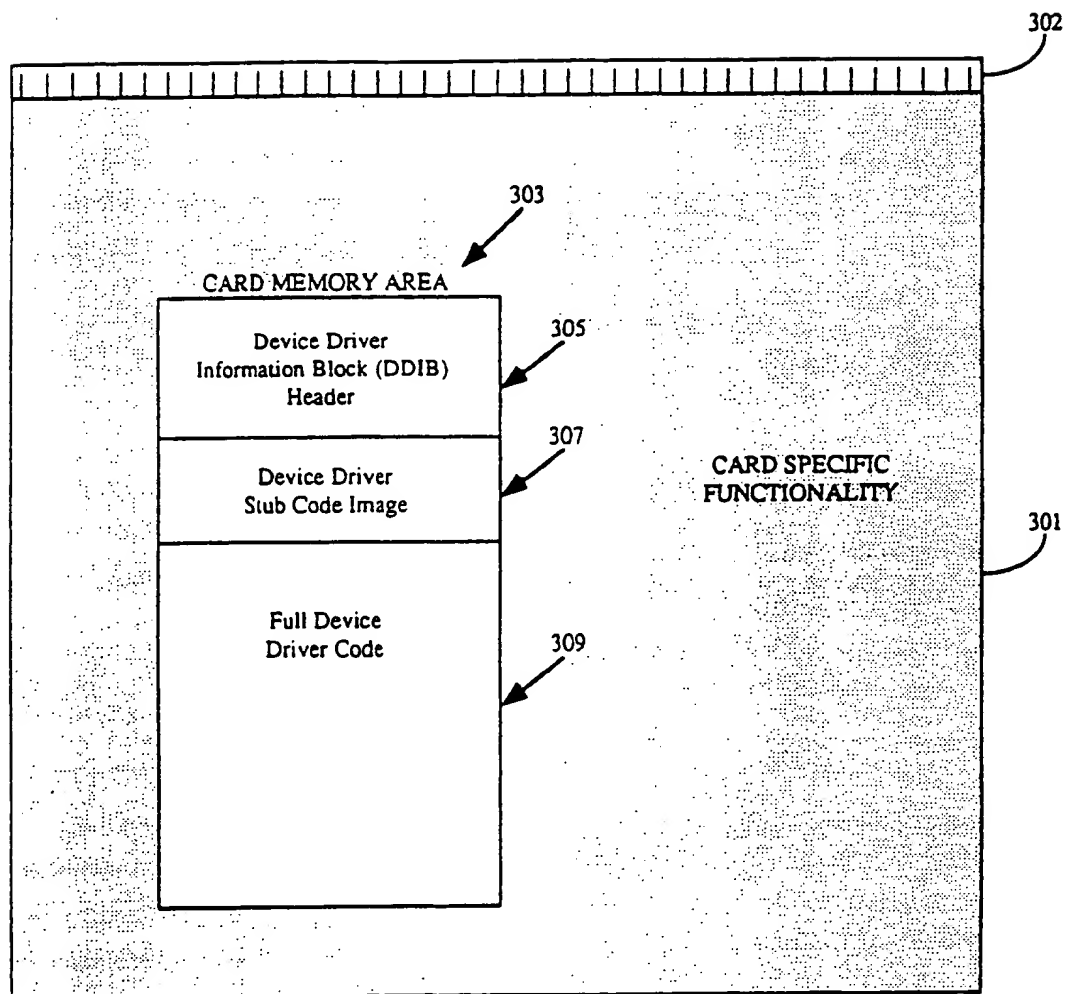 302
303
CARD MEMORY AREA
Device Driver
Information Block (DDIB)
Header
305
Device Driver
Stub Code Image
307
CARD SPECIFIC
FUNCTIONALITY
301
Full Device
Driver Code
309